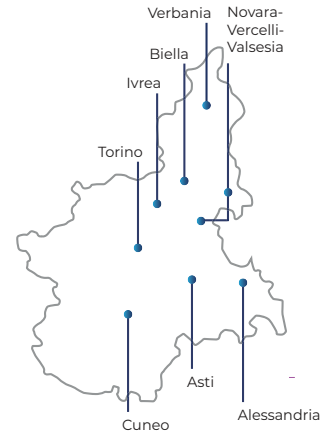 Verbania
Novara-
Vercelli-
Valsesia
Biella
Ivrea
Torino
Asti
Alessandria
Cuneo